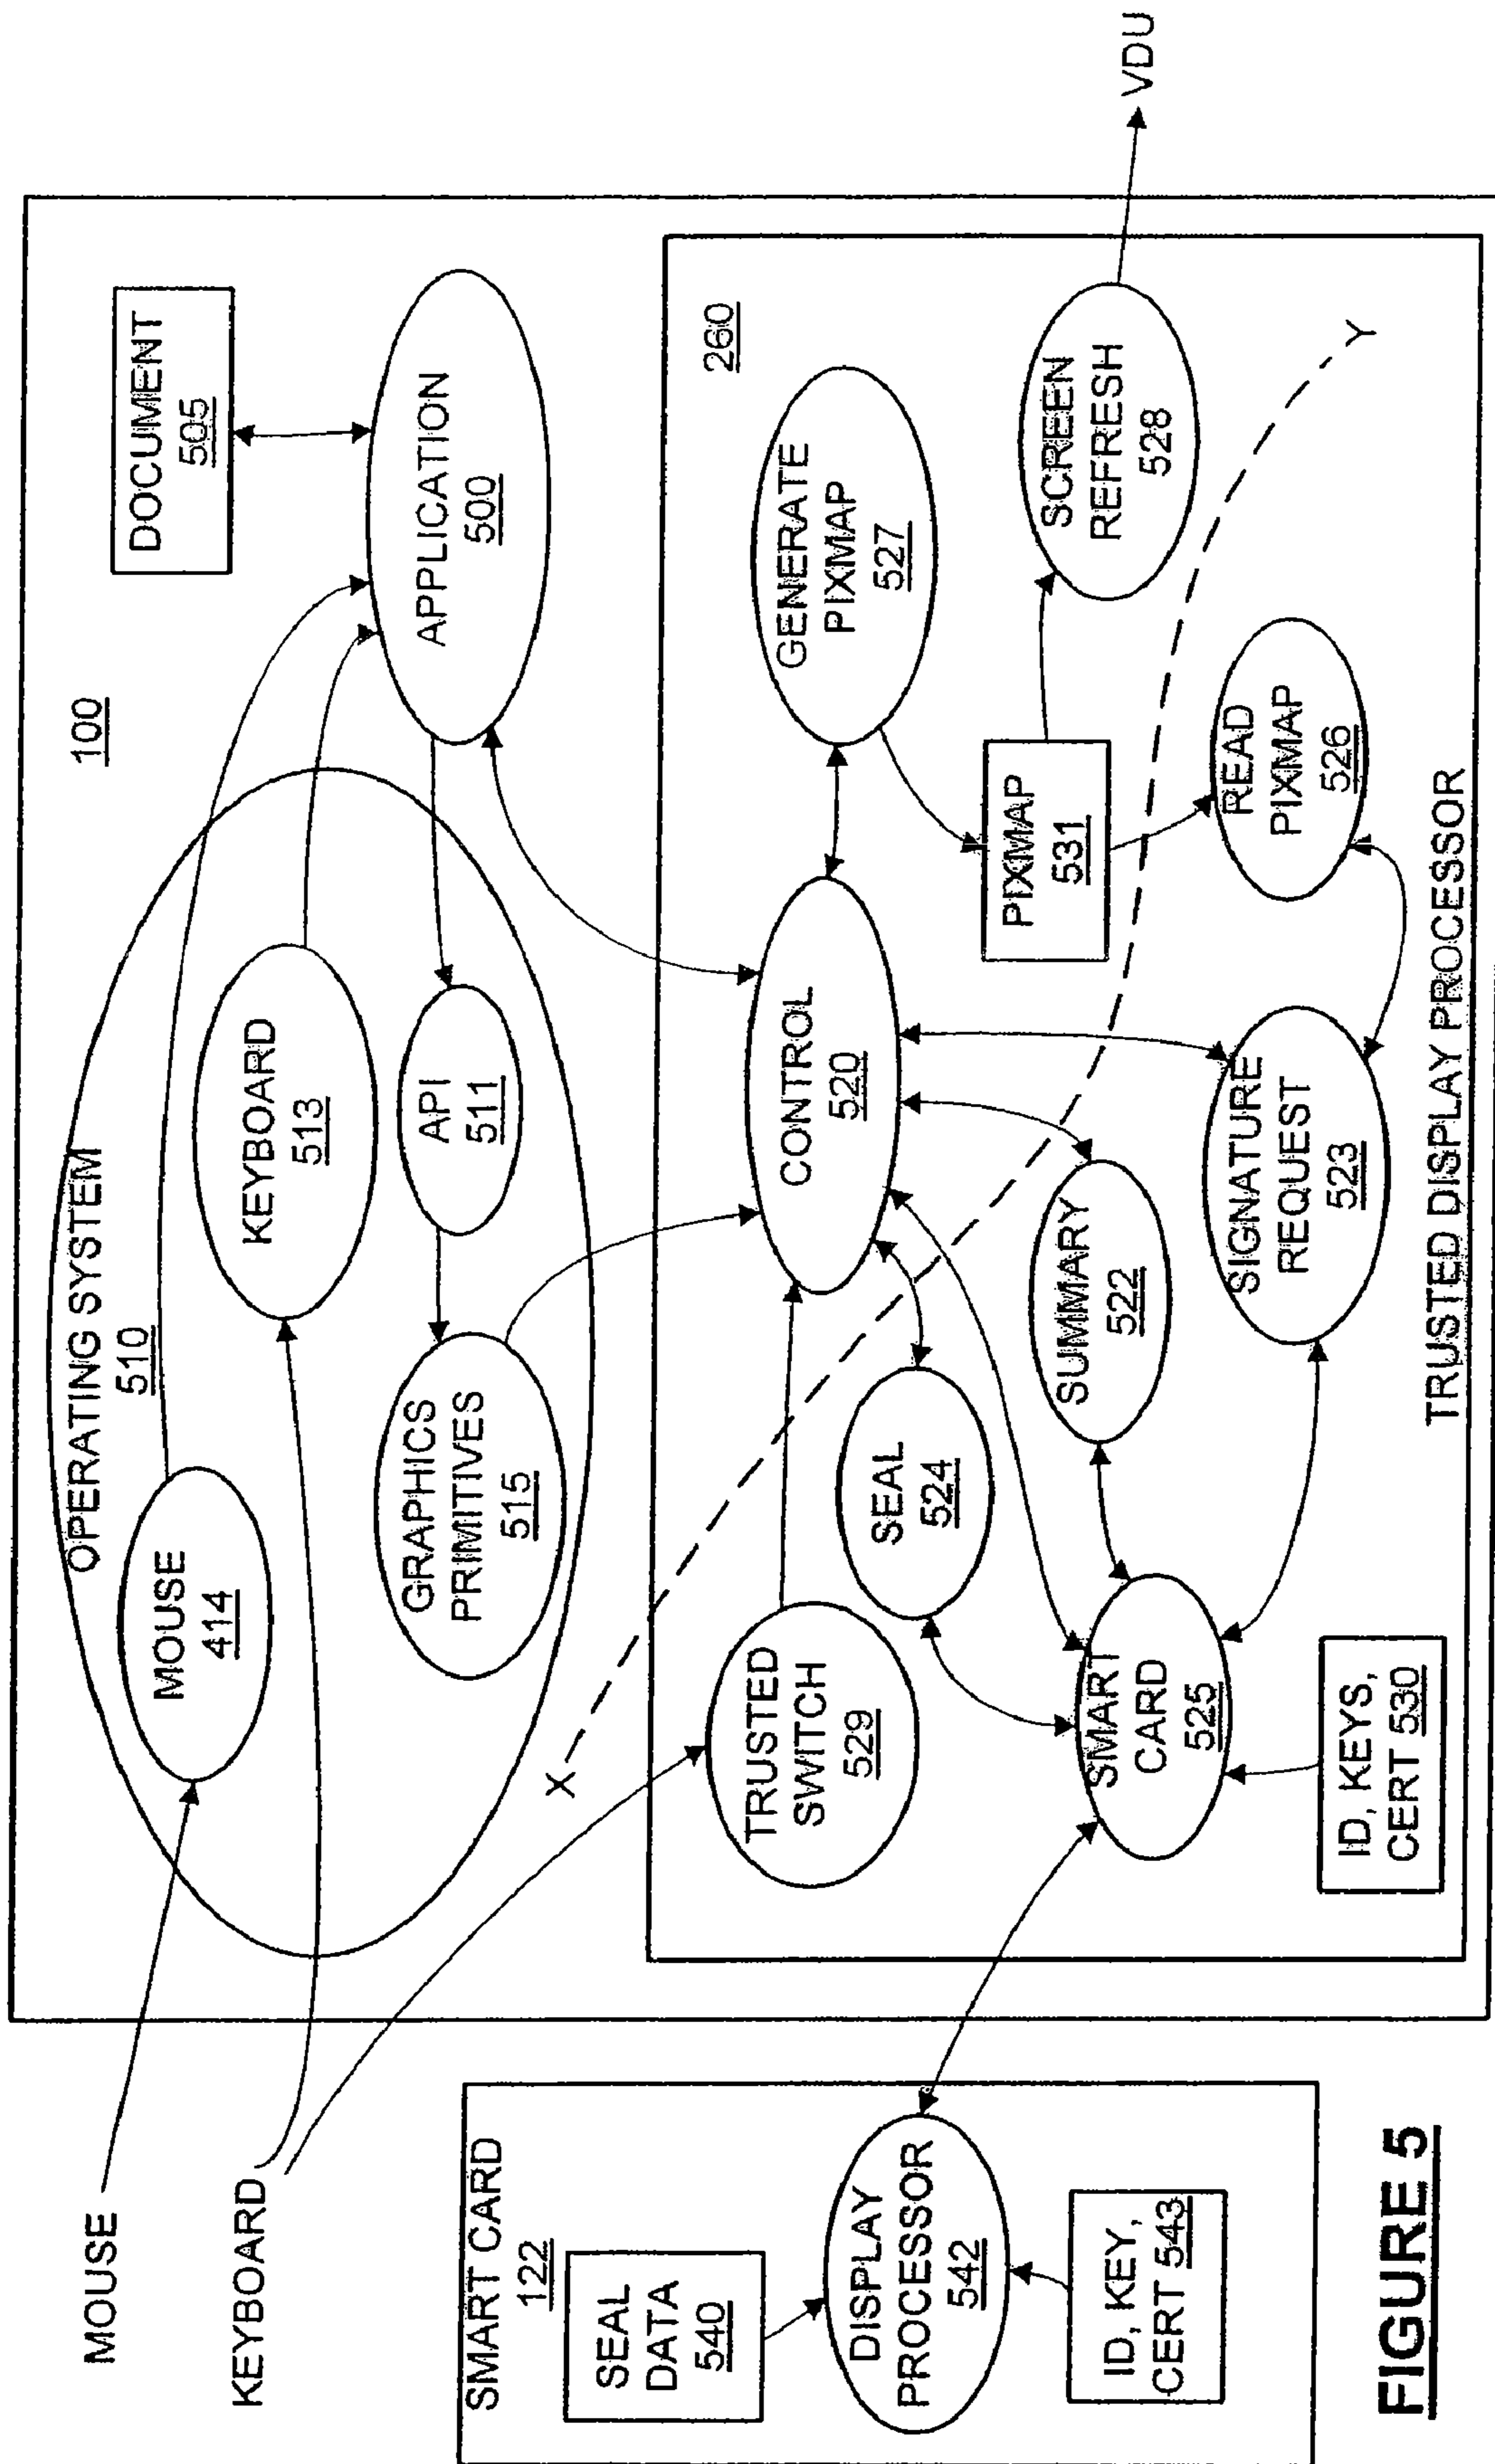 MOUSE
KEYBOARD
100
OPERATING SYSTEM
510
MOUSE
414
KEYBOARD
513
API
511
GRAPHICS
PRIMITIVES
515
DOCUMENT
505
APPLICATION
500
X
260
TRUSTED
SWITCH
529
CONTROL
520
GENERATE
PIXMAP
527
SEAL
524
PIXMAP
531
SCREEN
REFRESH
528
VDU
SMART
CARD
525
SUMMARY
522
SIGNATURE
REQUEST
523
READ
PIXMAP
526
Y
ID, KEYS,
CERT 530
TRUSTED DISPLAY PROCESSOR
SMART CARD
122
SEAL
DATA
540
DISPLAY
PROCESSOR
542
ID, KEY,
CERT 543
FIGURE 5